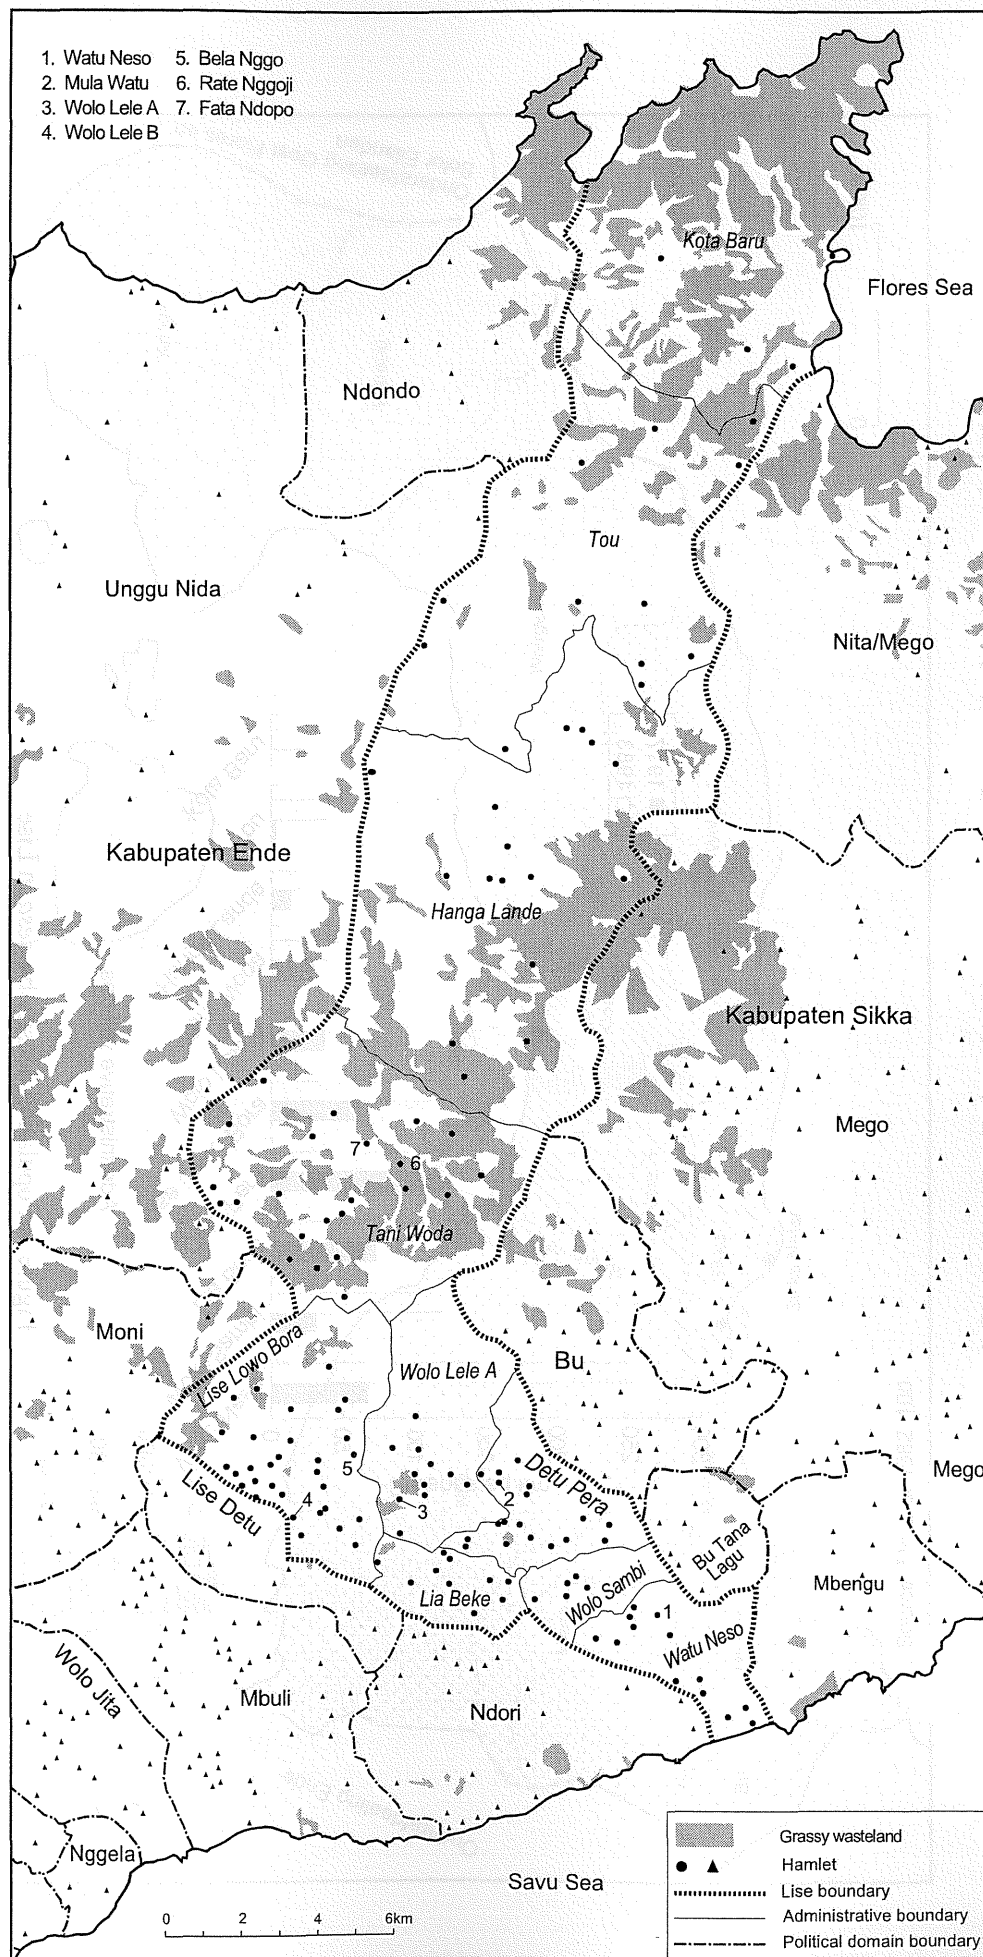 1. Watu Neso
2. Mula Watu
3. Wolo Lele A
4. Wolo Lele B
5. Bela Nggo
6. Rate Nggoji
7. Fata Ndopo
Kota Baru
Flores Sea
Ndondo
Tou
Unggu Nida
Nita/Mego
Kabupaten Ende
Hanga Lande
Kabupaten Sikka
Mego
7
6
Tani Woda
Moni
Lise Lowo Bora
Wolo Lele A
Bu
5
Mego
Lise Detu
4
3
2
Detu Pera
Bu Tana
Lagu
Mbengu
Lia Beke
Wolo Sambi
1
Watu Neso
Wolo Jita
Mbuli
Ndori
Nggela
Savu Sea
Grassy wasteland
Hamlet
Lise boundary
Administrative boundary
Political domain boundary
0 2 4 6km